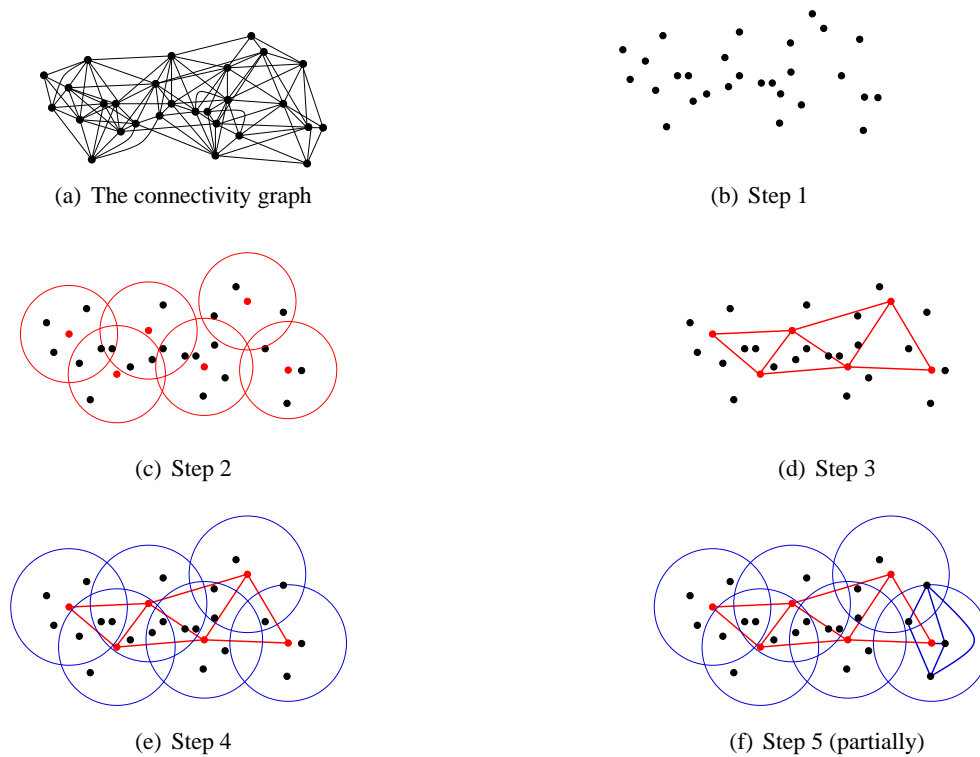 (a) The connectivity graph
(b) Step 1
(c) Step 2
(d) Step 3
(e) Step 4
(f) Step 5 (partially)